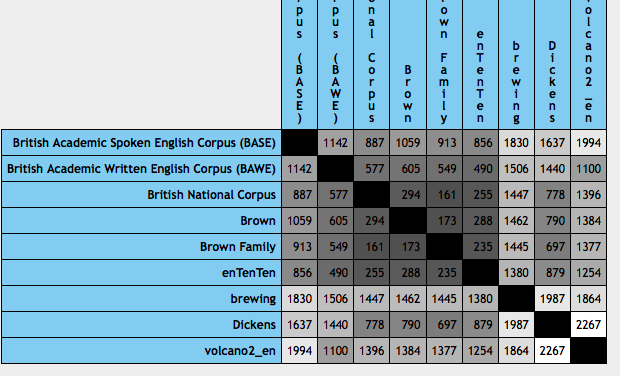 pus (BASE)
pus (BAWE)
onal Corpus
Brown
own Family
enTenTen
brewing
Dickens
olcano2_en
British Academic Spoken English Corpus (BASE) 1142 887 1059 913 856 1830 1637 1994
British Academic Written English Corpus (BAWE) 1142 577 605 549 490 1506 1440 1100
British National Corpus 887 577 294 161 255 1447 778 1396
Brown 1059 605 294 173 288 1462 790 1384
Brown Family 913 549 161 173 235 1445 697 1377
enTenTen 856 490 255 288 235 1380 879 1254
brewing 1830 1506 1447 1462 1445 1380 1987 1864
Dickens 1637 1440 778 790 697 879 1987 2267
volcano2_en 1994 1100 1396 1384 1377 1254 1864 2267